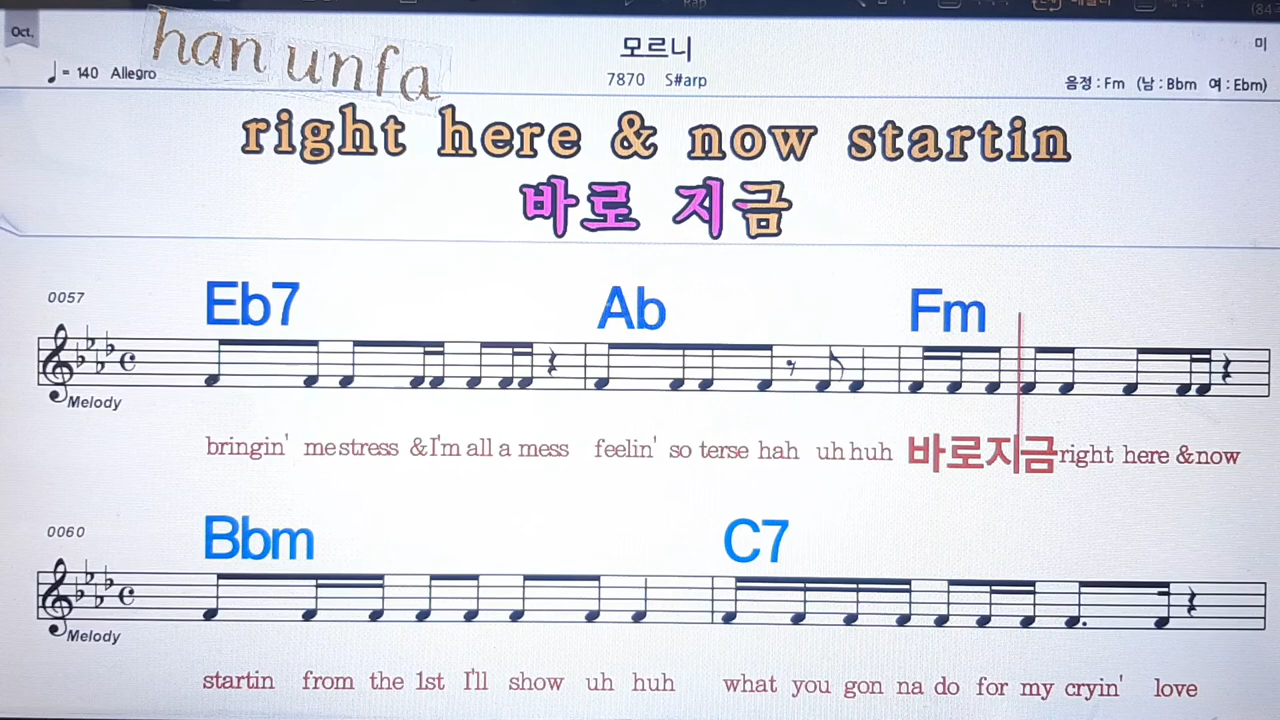 Oct.
han unfa
모르니
미
♩= 140 Allegro
7870 S#arp
음정 : Fm (남 : Bbm 여 : Ebm)
right here & now startin
바로 지금
0057
Eb7 Ab Fm
Melody
bringin' me stress & I'm all a mess feelin' so terse hah uh huh 바로지금 right here & now
0060
Bbm C7
Melody
startin from the 1st I'll show uh huh what you gon na do for my cryin' love